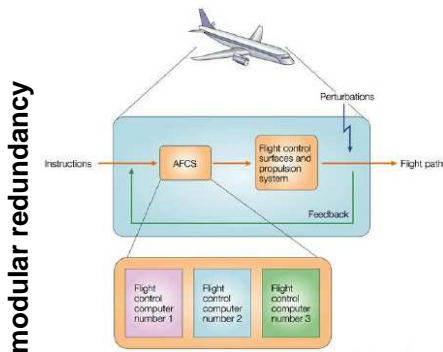 modular redundancy
Perturbations
Instructions
AFCS
Flight control
surfaces and
propulsion
system
Flight path
Feedback
Flight
control
computer
number 1
Flight
control
computer
number 2
Flight
control
computer
number 3